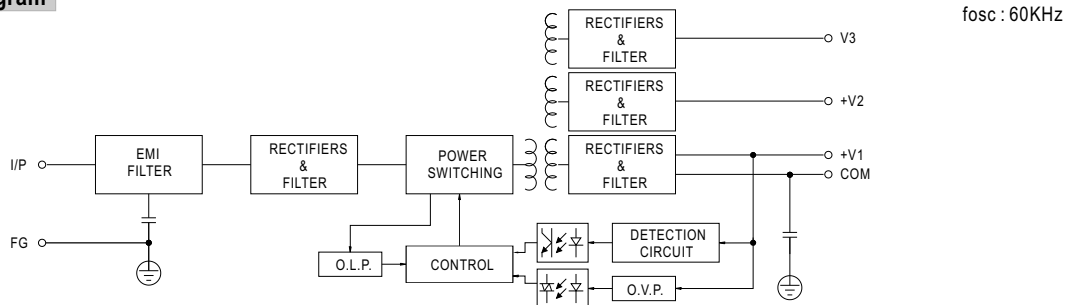 fosc : 60KHz
RECTIFIERS
&
FILTER
V3
RECTIFIERS
&
FILTER
+V2
I/P
EMI
FILTER
RECTIFIERS
&
FILTER
POWER
SWITCHING
RECTIFIERS
&
FILTER
+V1
COM
FG
O.L.P.
CONTROL
DETECTION
CIRCUIT
O.V.P.